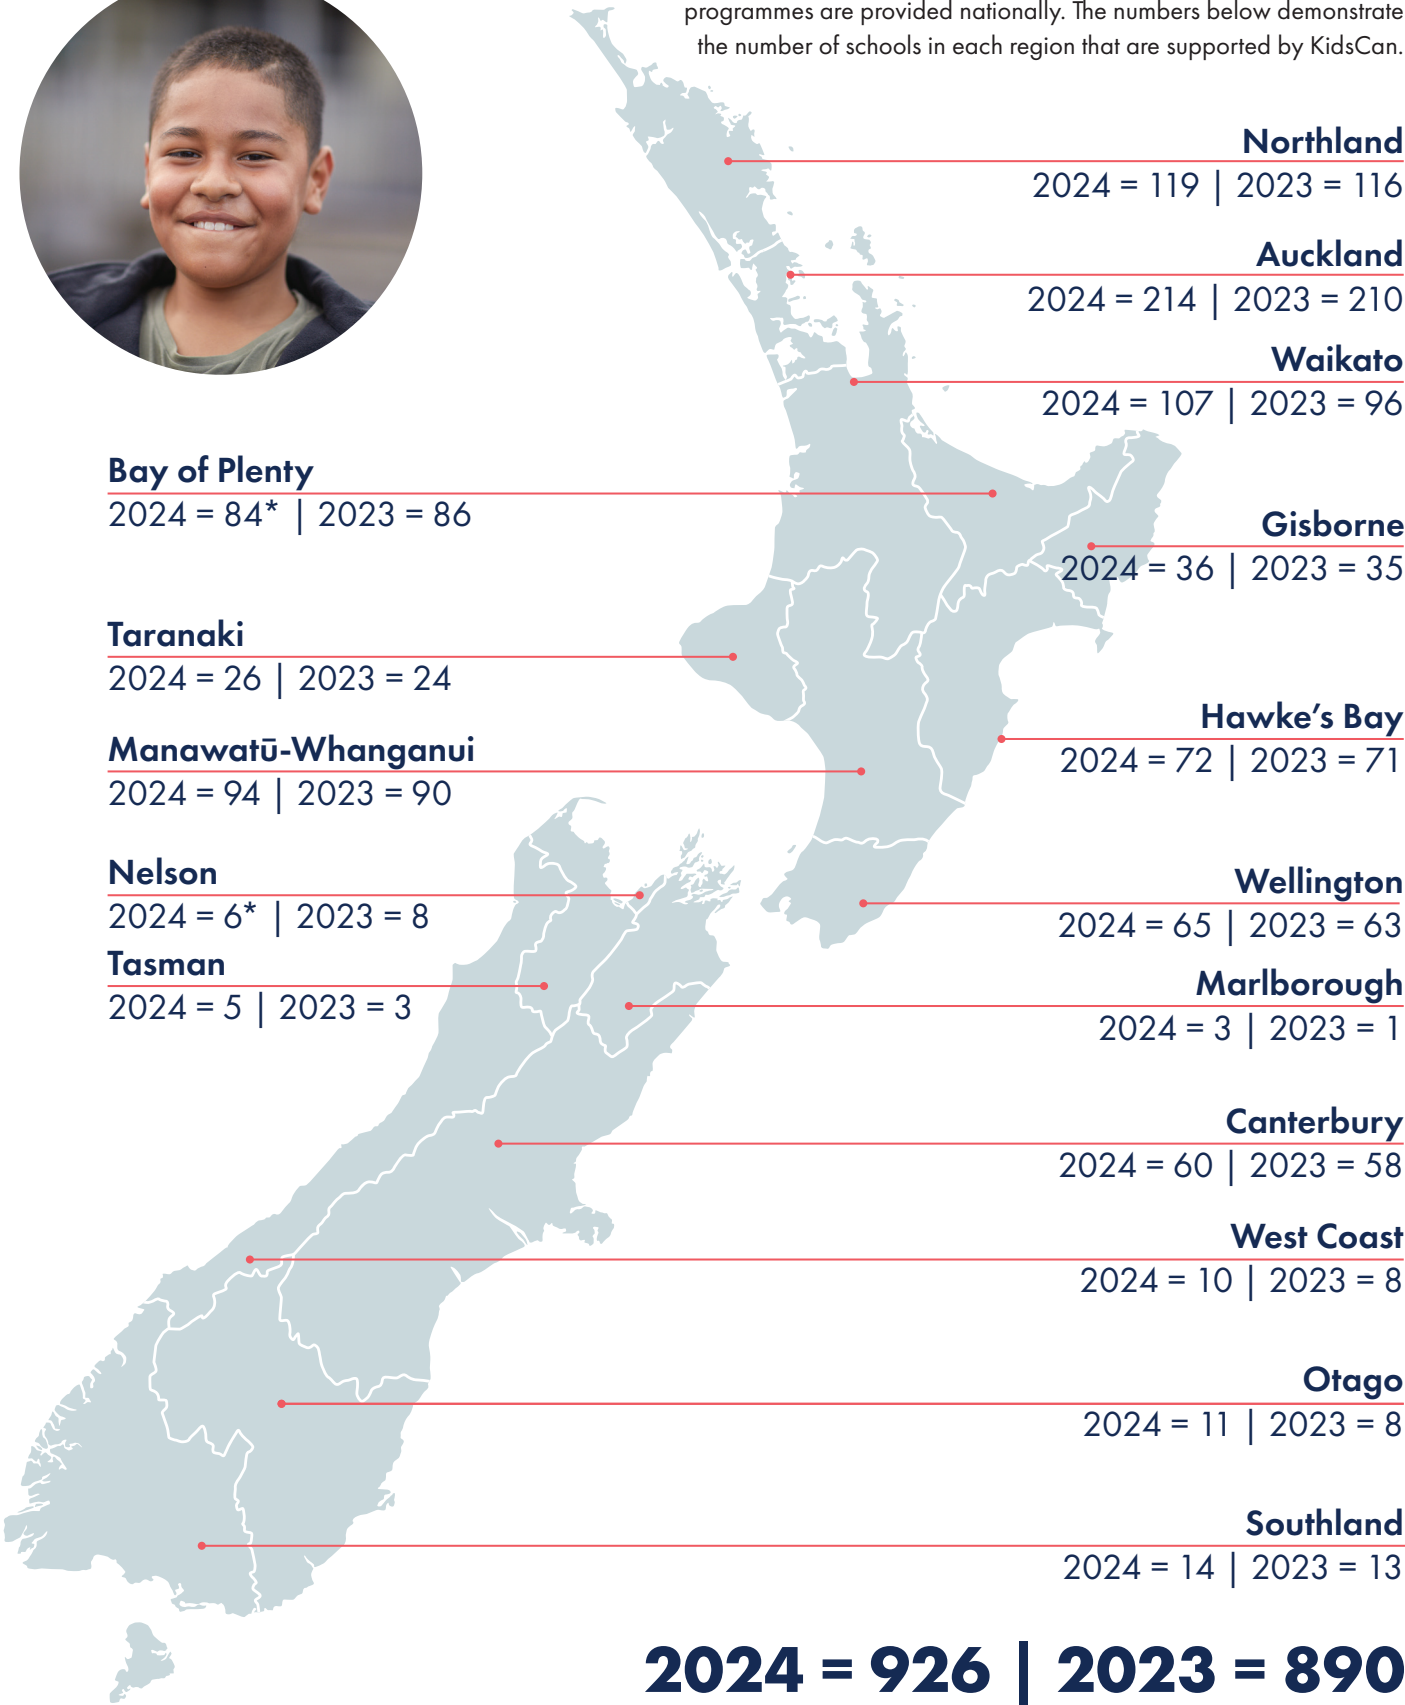 programmes are provided nationally. The numbers below demonstrate
the number of schools in each region that are supported by KidsCan.
Northland
2024 = 119 | 2023 = 116
Auckland
2024 = 214 | 2023 = 210
Waikato
2024 = 107 | 2023 = 96
Bay of Plenty
2024 = 84* | 2023 = 86
Gisborne
2024 = 36 | 2023 = 35
Taranaki
2024 = 26 | 2023 = 24
Hawke’s Bay
2024 = 72 | 2023 = 71
Manawatū-Whanganui
2024 = 94 | 2023 = 90
Nelson
2024 = 6* | 2023 = 8
Wellington
2024 = 65 | 2023 = 63
Tasman
2024 = 5 | 2023 = 3
Marlborough
2024 = 3 | 2023 = 1
Canterbury
2024 = 60 | 2023 = 58
West Coast
2024 = 10 | 2023 = 8
Otago
2024 = 11 | 2023 = 8
Southland
2024 = 14 | 2023 = 13
2024 = 926 | 2023 = 890